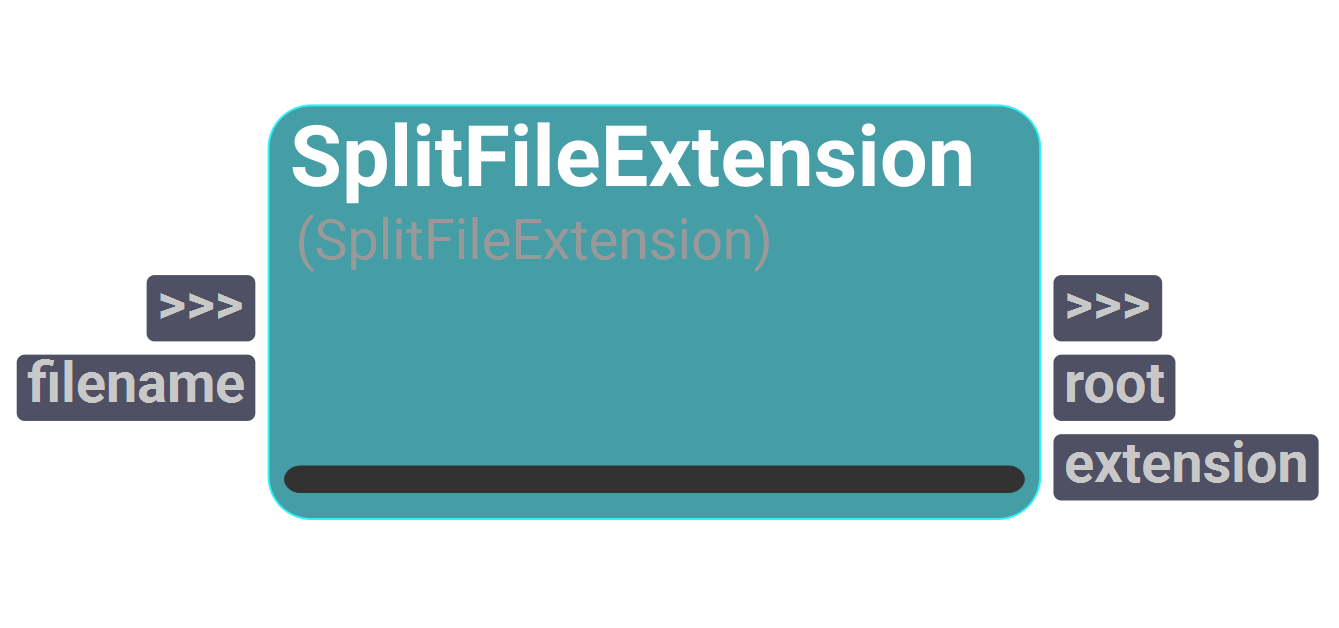 SplitFileExtension
(SplitFileExtension)
>>>
>>>
filename
root
extension